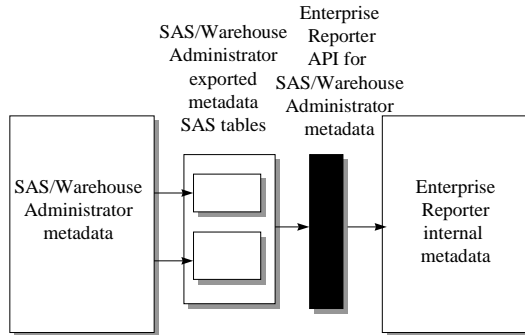 SAS/Warehouse
Administrator
exported
metadata
SAS tables
Enterprise
Reporter
API for
SAS/Warehouse
Administrator
metadata
SAS/Warehouse
Administrator
metadata
Enterprise
Reporter
internal
metadata